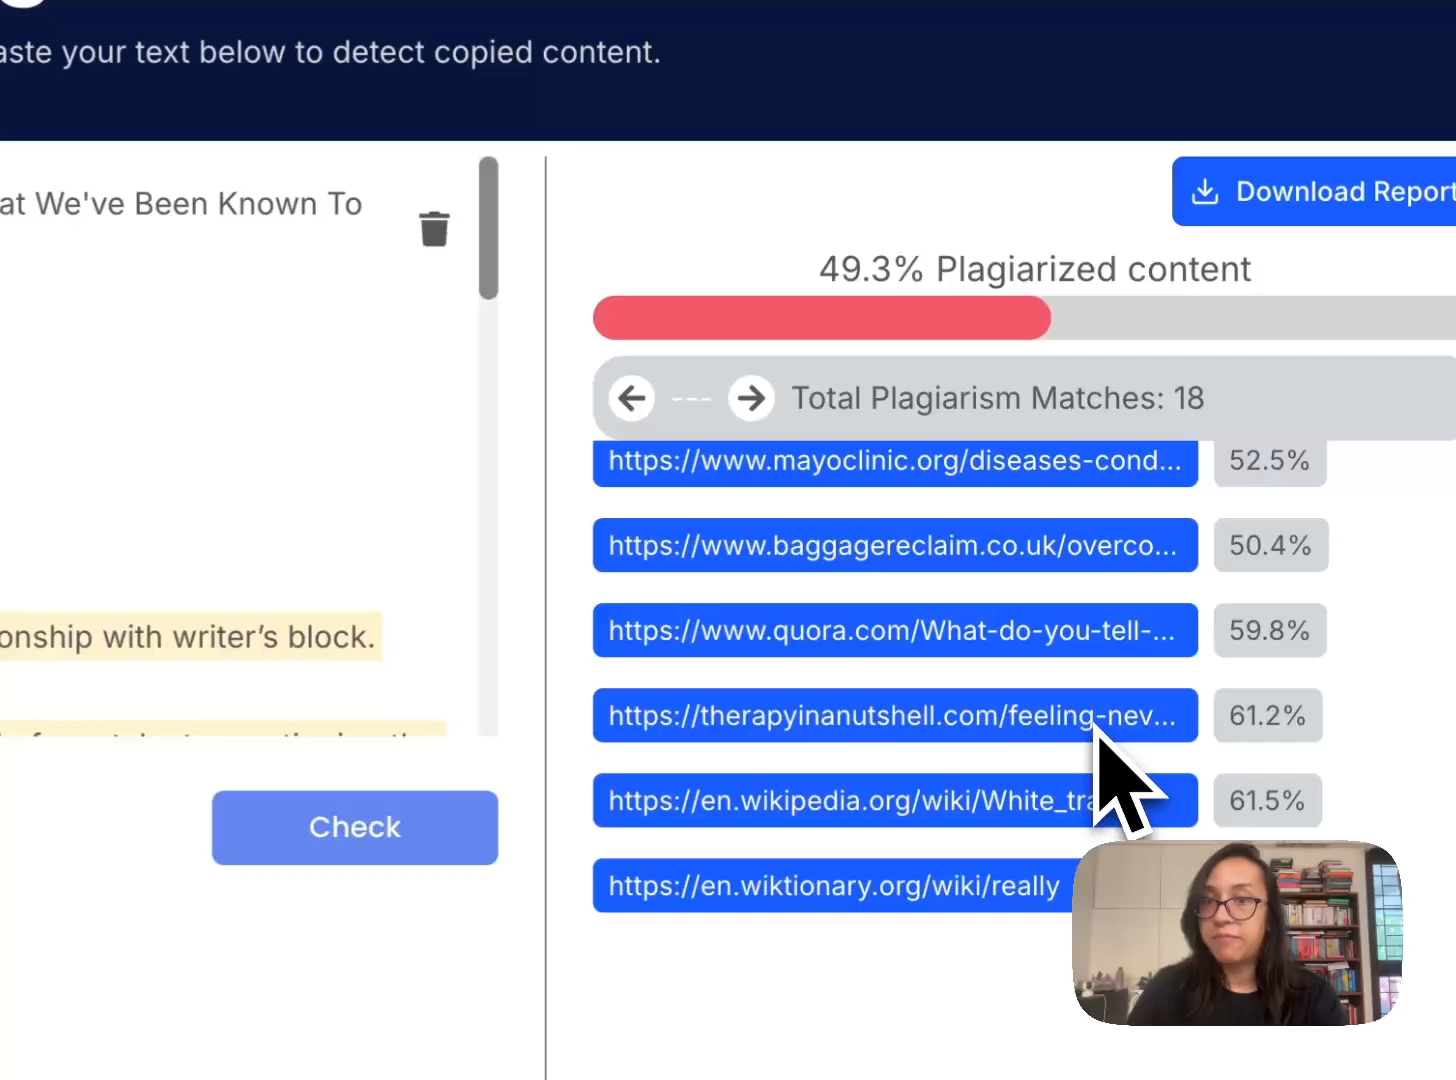 aste your text below to detect copied content.
at We've Been Known To
onship with writer’s block.
Check
Download Report
49.3% Plagiarized content
Total Plagiarism Matches: 18
https://www.mayoclinic.org/diseases-cond... 52.5%
https://www.baggagereclaim.co.uk/overco... 50.4%
https://www.quora.com/What-do-you-tell-... 59.8%
https://therapyinanutshell.com/feeling-nev... 61.2%
https://en.wikipedia.org/wiki/White_tra 61.5%
https://en.wiktionary.org/wiki/really